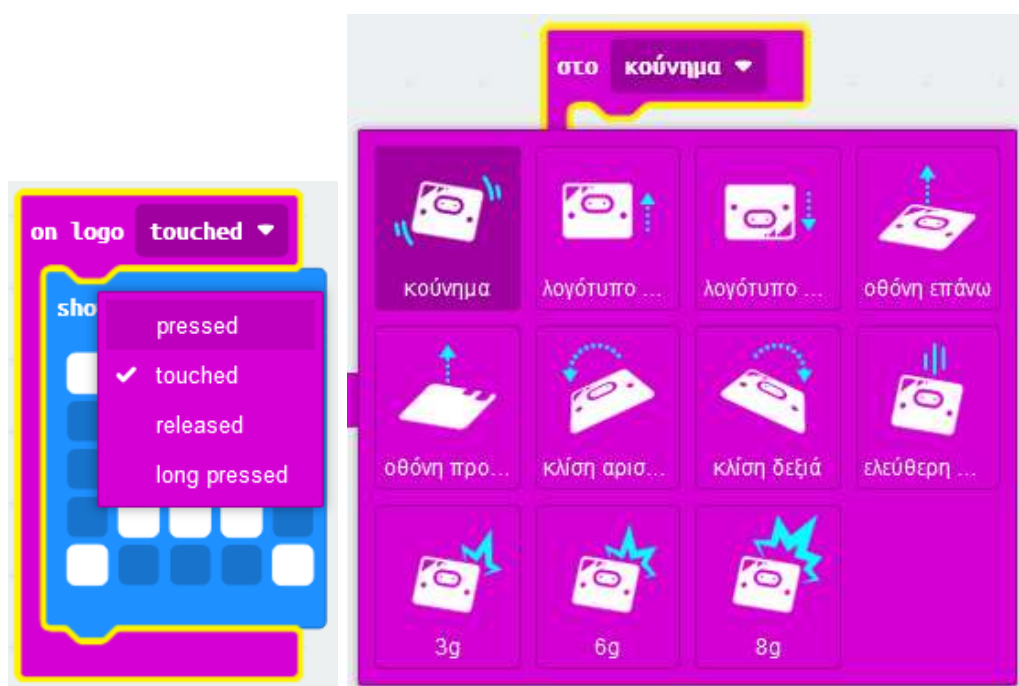 on logo touched
sho
pressed
touched
released
long pressed
στο κούνημα
κούνημα
λογότυπο ...
λογότυπο ...
οθόνη επάνω
οθόνη προ...
κλίση αρισ...
κλίση δεξιά
ελεύθερη ...
3g
6g
8g